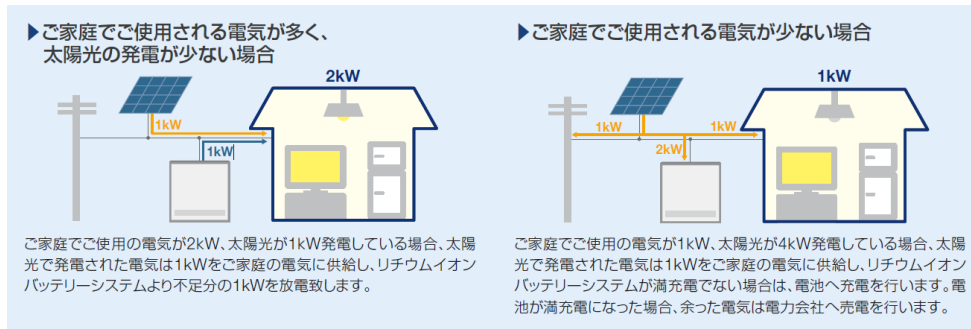 ▶ご家庭でご使用される電気が多く、
太陽光の発電が少ない場合
2kW
1kW
1kW
ご家庭でご使用の電気が2kW、太陽光が1kW発電している場合、太陽
光で発電された電気は1kWをご家庭の電気に供給し、リチウムイオン
バッテリーシステムより不足分の1kWを放電致します。
▶ご家庭でご使用される電気が少ない場合
1kW
1kW
1kW
2kW
ご家庭でご使用の電気が1kW、太陽光が4kW発電している場合、太陽
光で発電された電気は1kWをご家庭の電気に供給し、リチウムイオン
バッテリーシステムが満充電でない場合は、電池へ充電を行います。電
池が満充電になった場合、余った電気は電力会社へ売電を行います。